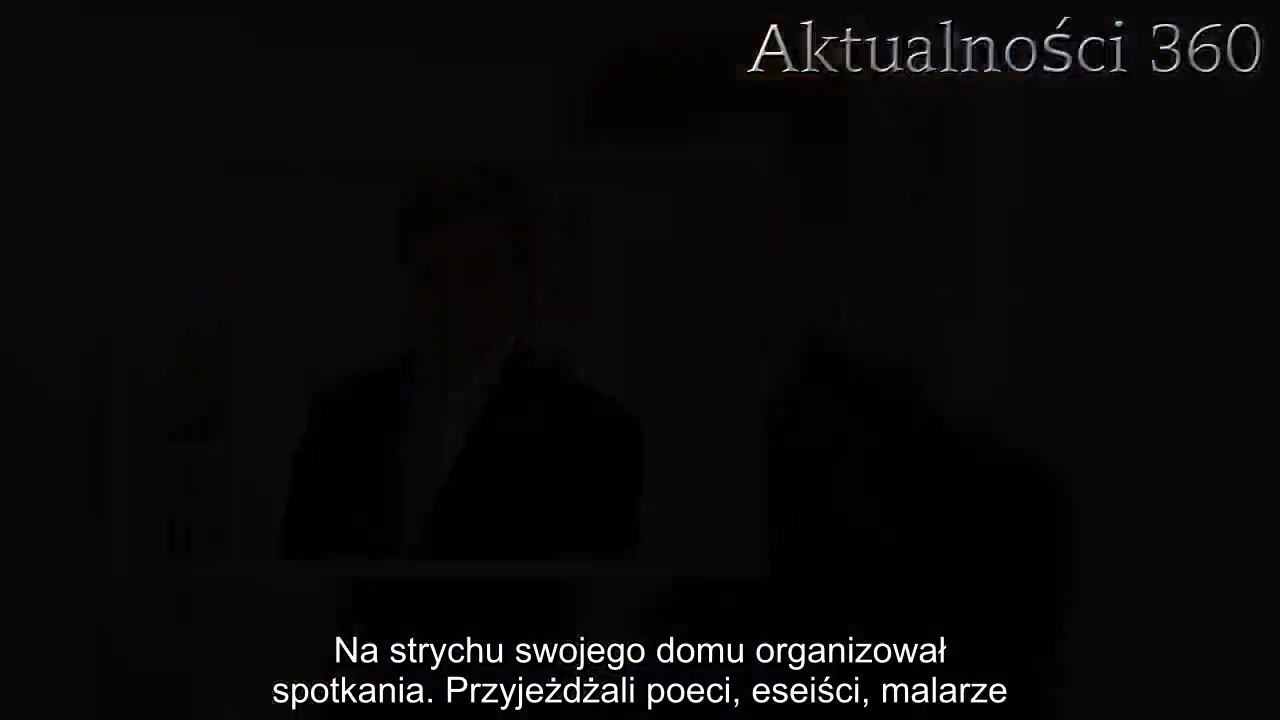 Aktualności 360
Na strychu swojego domu organizował
spotkania. Przyjeżdżali poeci, eseiści, malarze